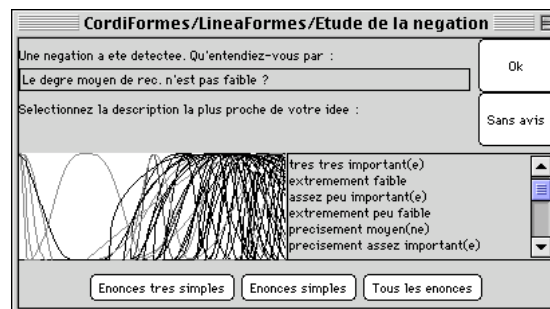 CordiFormes/LineaFormes/Etude de la negation
Une negation a ete detectee. Qu'entendiez-vous par :
Le degre moyen de rec. n'est pas faible ?
Ok
Selectionnez la description la plus proche de votre idee :
Sans avis
tres tres important(e)
extremement faible
assez peu important(e)
extremement peu faible
precisement moyen(ne)
precisement assez important(e)
Enonces tres simples
Enonces simples
Tous les enonces